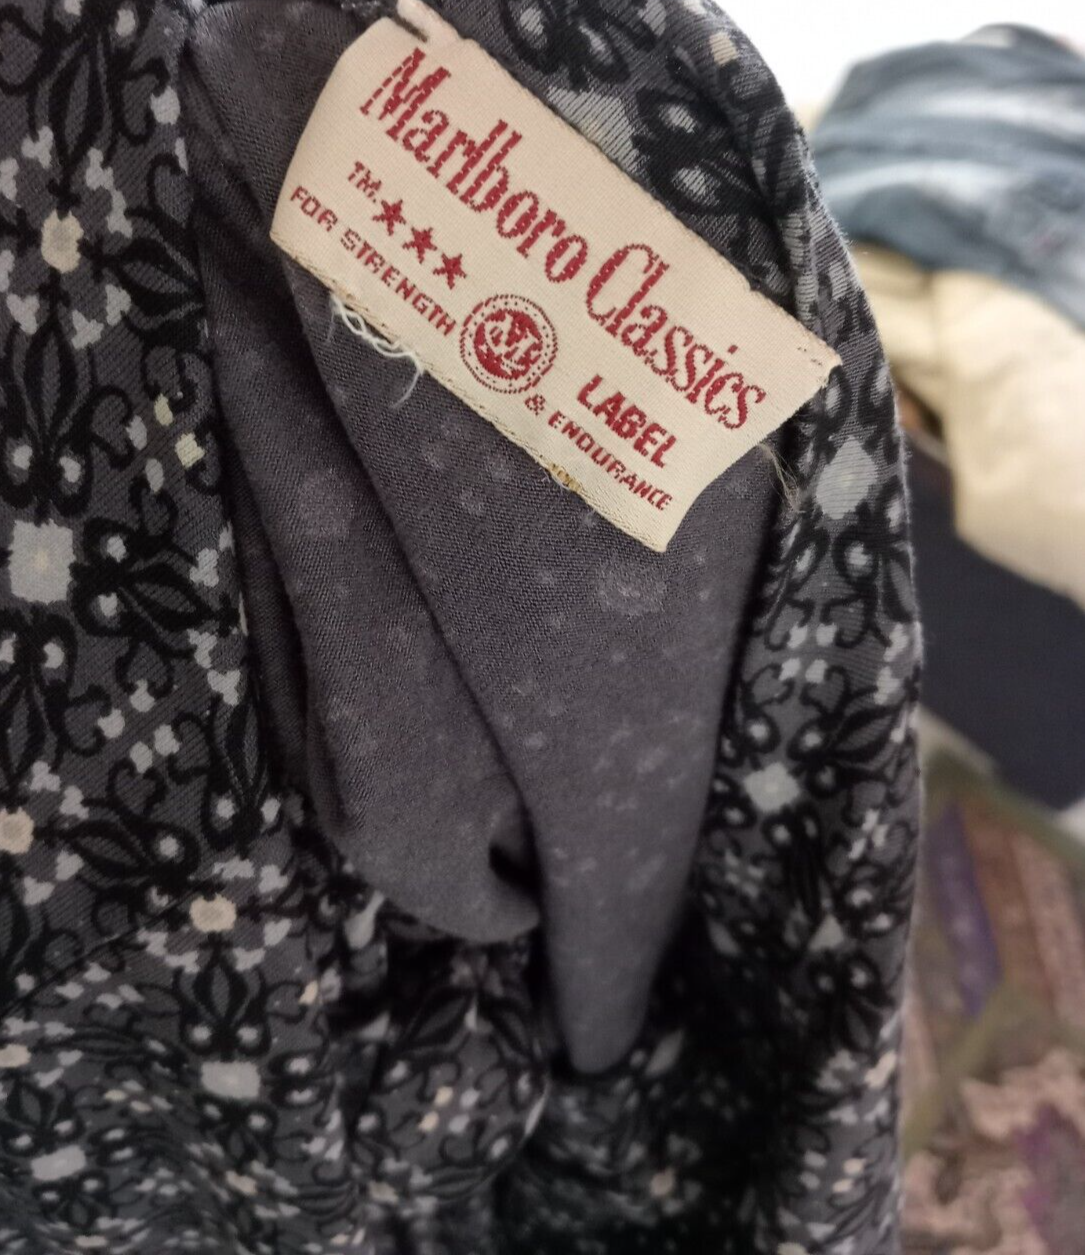 Marlboro Classics
TM. ★★★ LABEL
FOR STRENGTH & ENDURANCE